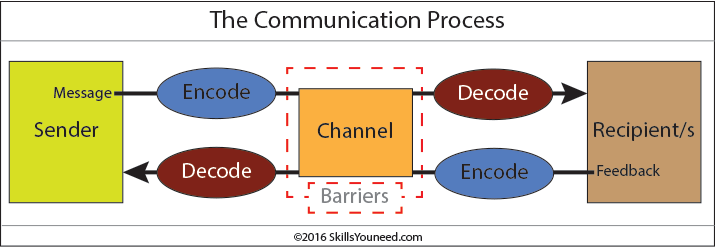 The Communication Process
Message
Encode
Decode
Sender
Channel
Recipient/s
Decode
Encode
Feedback
Barriers
©2016 SkillsYouneed.com